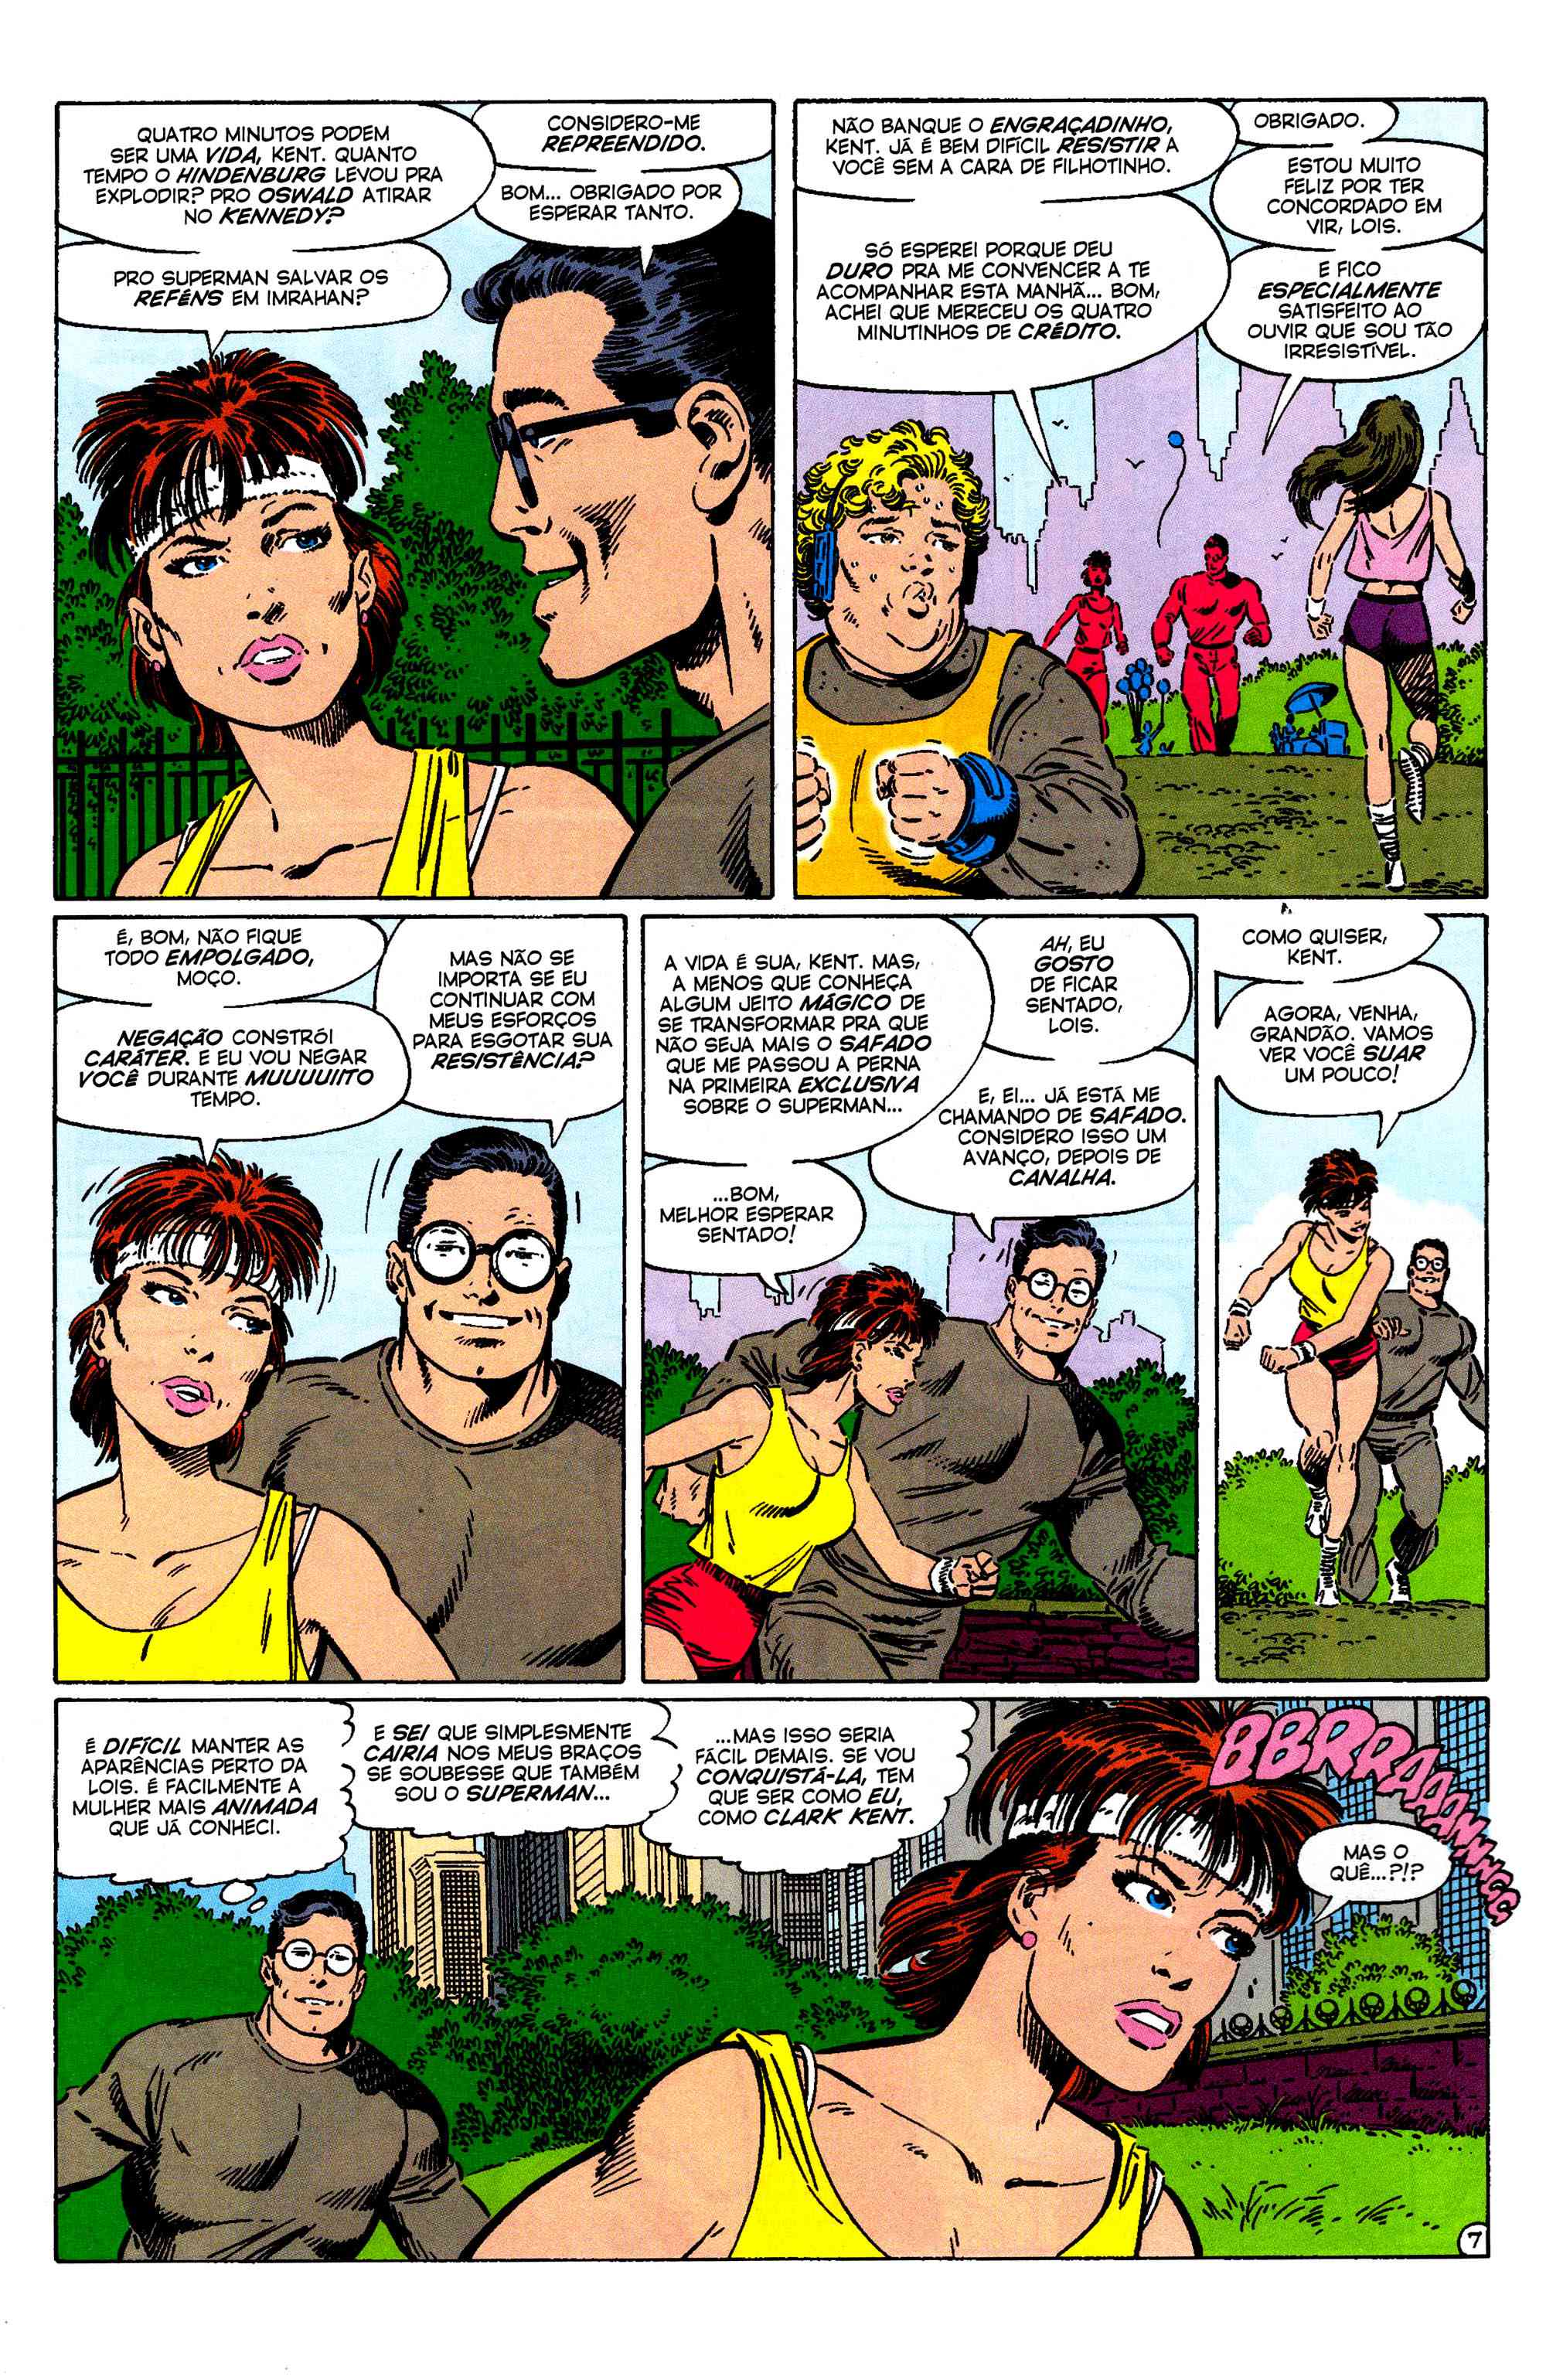 QUATRO MINUTOS PODEM
SER UMA VIDA, KENT. QUANTO
TEMPO O HINDENBURG LEVOU PRA
EXPLODIR? PRO OSWALD ATIRAR
NO KENNEDY?
PRO SUPERMAN SALVAR OS
REFÉNS EM IMRAHAN?
CONSIDERO-ME
REPREENDIDO.
BOM... OBRIGADO POR
ESPERAR TANTO.
NÃO BANQUE O ENGRAÇADINHO,
KENT. JÁ É BEM DIFÍCIL RESISTIR A
VOCÊ SEM A CARA DE FILHOTINHO.
SÓ ESPEREI PORQUE DEU
DURO PRA ME CONVENCER A TE
ACOMPANHAR ESTA MANHÃ... BOM,
ACHEI QUE MERECEU OS QUATRO
MINUTINHOS DE CRÉDITO.
OBRIGADO.
ESTOU MUITO
FELIZ POR TER
CONCORDADO EM
VIR, LOIS.
E FICO
ESPECIALMENTE
SATISFEITO AO
OUVIR QUE SOU TÃO
IRRESISTÍVEL.
É, BOM, NÃO FIQUE
TODO EMPOLGADO,
MOÇO.
NEGAÇÃO CONSTRÓI
CARÁTER. E EU VOU NEGAR
VOCÊ DURANTE MUUUUIITO
TEMPO.
MAS NÃO SE
IMPORTA SE EU
CONTINUAR COM
MEUS ESFORÇOS
PARA ESGOTAR SUA
RESISTÊNCIA?
A VIDA É SUA, KENT. MAS,
A MENOS QUE CONHEÇA
ALGUM JEITO MÁGICO DE
SE TRANSFORMAR PRA QUE
NÃO SEJA MAIS O SAFADO
QUE ME PASSOU A PERNA
NA PRIMEIRA EXCLUSIVA
SOBRE O SUPERMAN...
...BOM,
MELHOR ESPERAR
SENTADO!
AH, EU
GOSTO
DE FICAR
SENTADO,
LOIS.
E, EI... JÁ ESTÁ ME
CHAMANDO DE SAFADO.
CONSIDERO ISSO UM
AVANÇO, DEPOIS DE
CANALHA.
COMO QUISER,
KENT.
AGORA, VENHA,
GRANDÃO. VAMOS
VER VOCÊ SUAR
UM POUCO!
É DIFÍCIL MANTER AS
APARÊNCIAS PERTO DA
LOIS. É FACILMENTE A
MULHER MAIS ANIMADA
QUE JÁ CONHECI.
E SEI QUE SIMPLESMENTE
CAIRIA NOS MEUS BRAÇOS
SE SOUBESSE QUE TAMBÉM
SOU O SUPERMAN...
...MAS ISSO SERIA
FÁCIL DEMAIS. SE VOU
CONQUISTÁ-LA, TEM
QUE SER COMO EU,
COMO CLARK KENT.
BBRRAAANNNGGG
MAS O
QUÊ...?!?
7